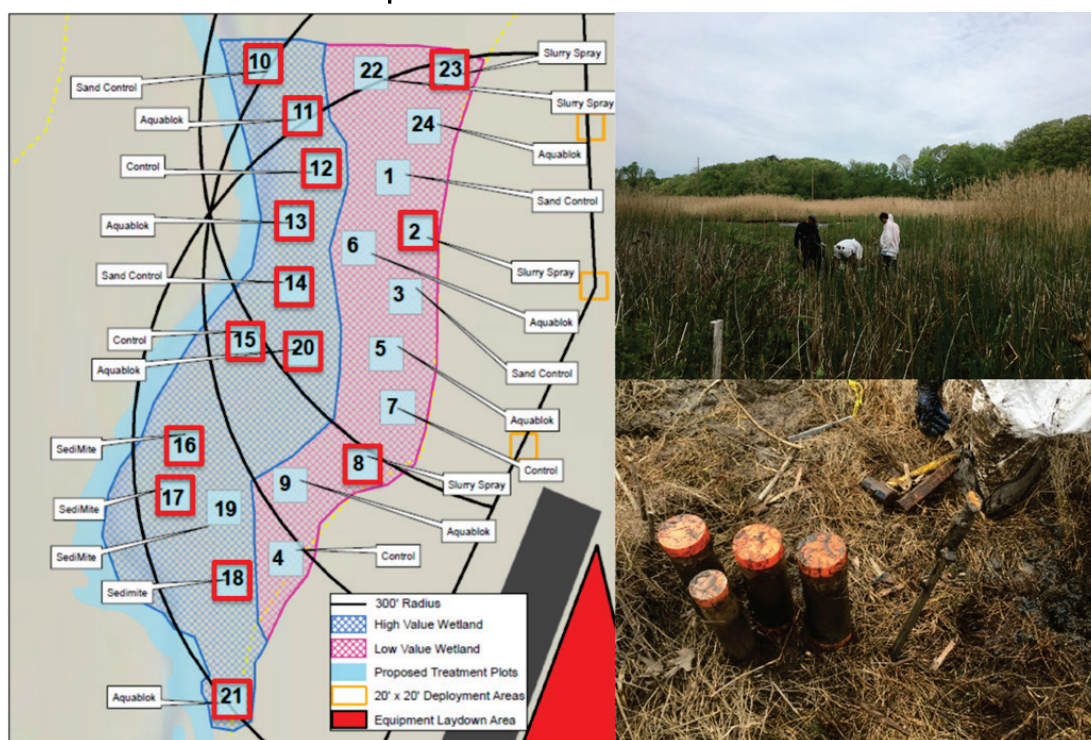 10
22
23
Slurry Spray
Sand Control
Slurry Spray
11
24
Aquablok
Aquablok
Control
12
1
Sand Control
13
2
Aquablok
6
Slurry Spray
Sand Control
14
3
Aquablok
Control
15
20
5
Sand Control
Aquablok
7
Aquablok
SediMite
16
Control
8
Slurry Spray
SediMite
17
19
9
Aquablok
SediMite
4
Control
Sedimite
18
300' Radius
High Value Wetland
Low Value Wetland
Proposed Treatment Plots
20' x 20' Deployment Areas
Equipment Laydown Area
Aquablok
21